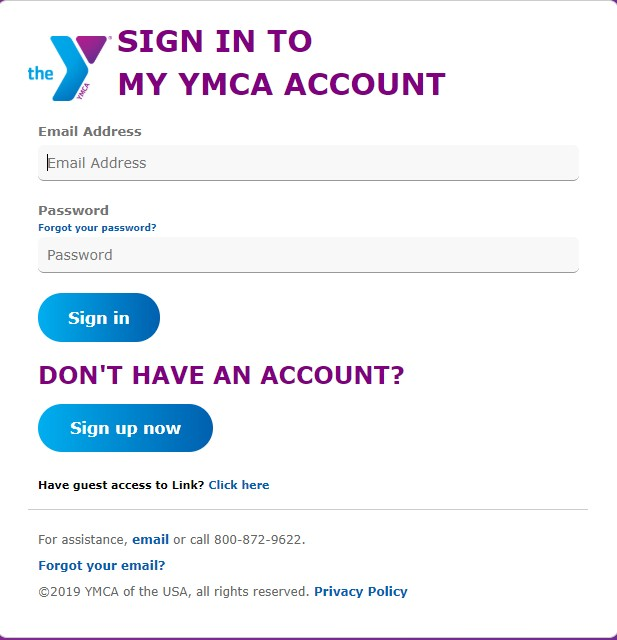 the
YMCA
®
SIGN IN TO
MY YMCA ACCOUNT
Email Address
Email Address
Password
Forgot your password?
Password
Sign in
DON'T HAVE AN ACCOUNT?
Sign up now
Have guest access to Link? Click here
For assistance, email or call 800-872-9622.
Forgot your email?
©2019 YMCA of the USA, all rights reserved. Privacy Policy